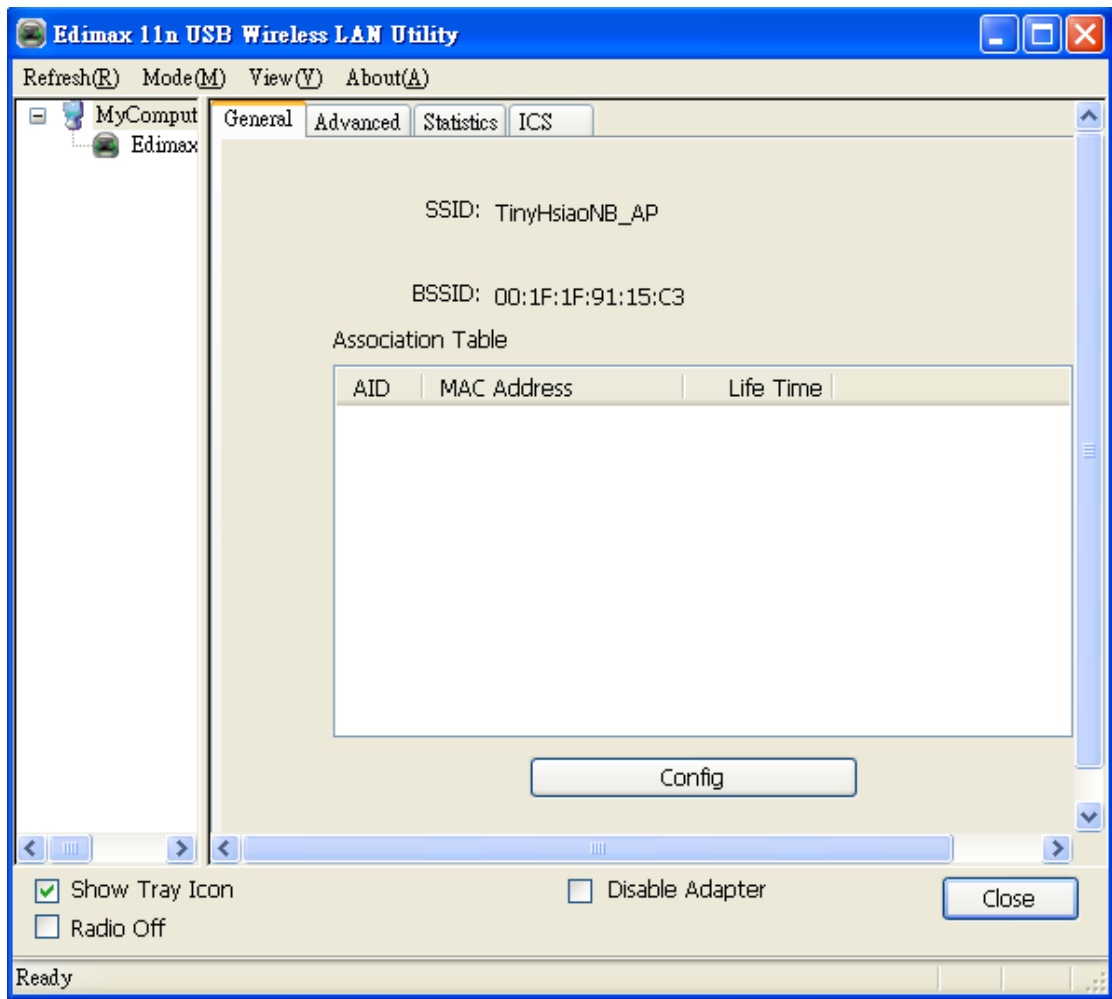 Edimax 11n USB Wireless LAN Utility
Refresh(R) Mode(M) View(V) About(A)
MyComput
Edimax
General Advanced Statistics ICS
SSID: TinyHsiaoNB_AP
BSSID: 00:1F:1F:91:15:C3
Association Table
AID MAC Address Life Time
Config
Show Tray Icon
Radio Off
Disable Adapter
Close
Ready